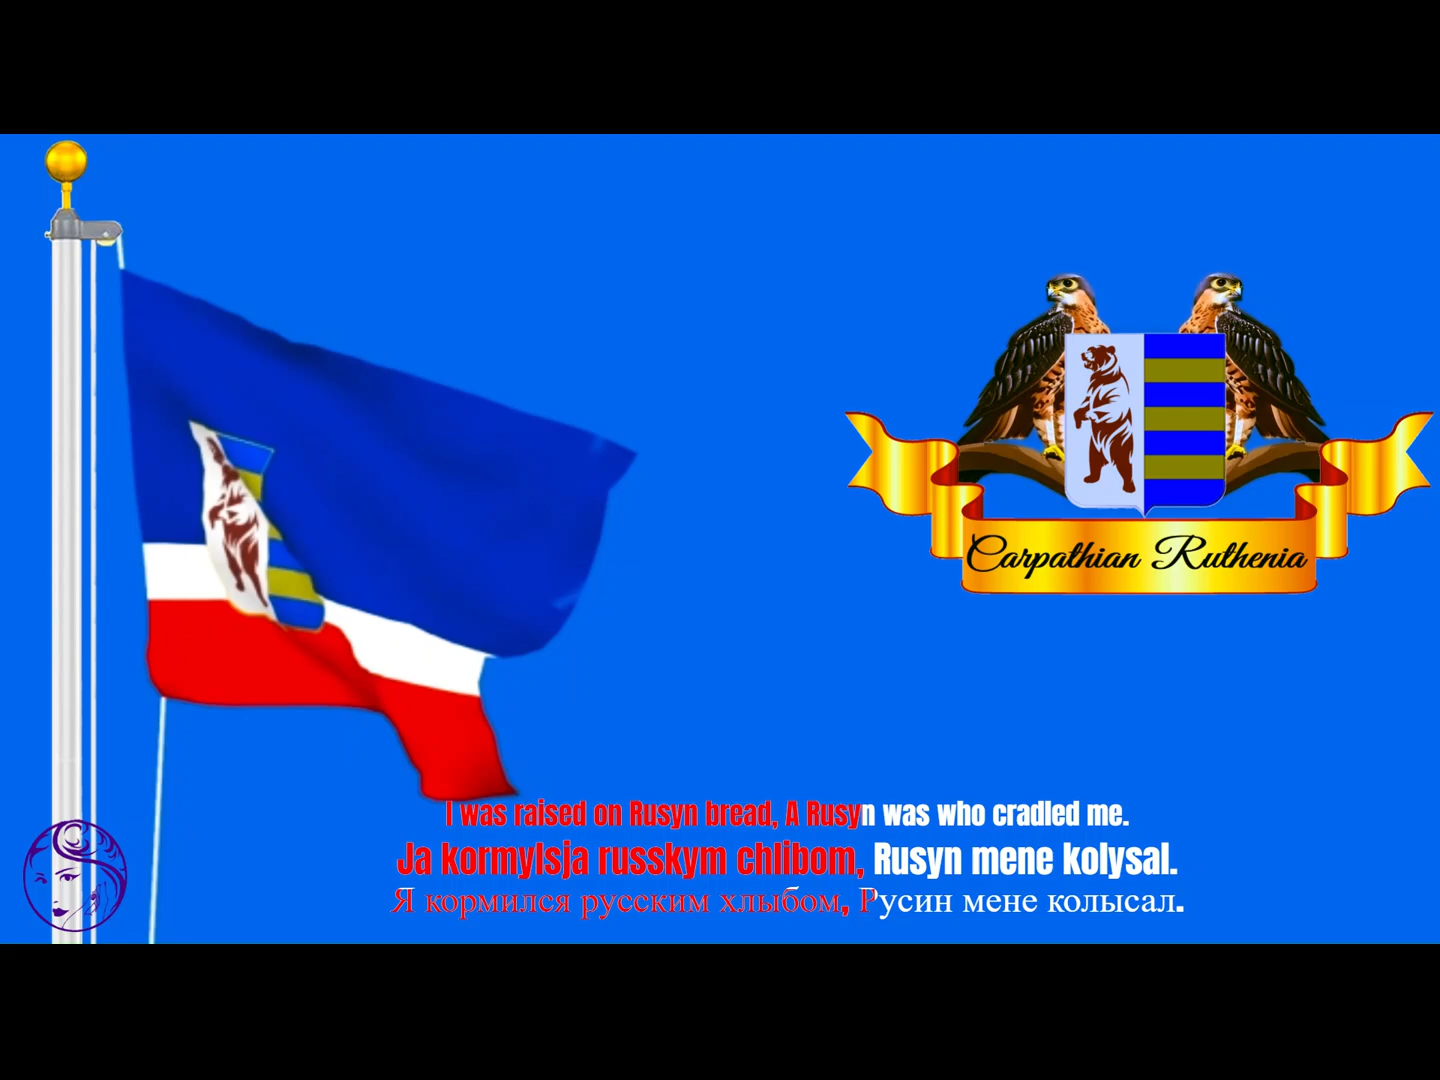 Carpathian Ruthenia
I was raised on Rusyn bread, A Rusyn was who cradled me.
Ja kormylsja russkym chlibom, Rusyn mene kolysal.
Я кормился русским хлыбом, Русин мене колысал.